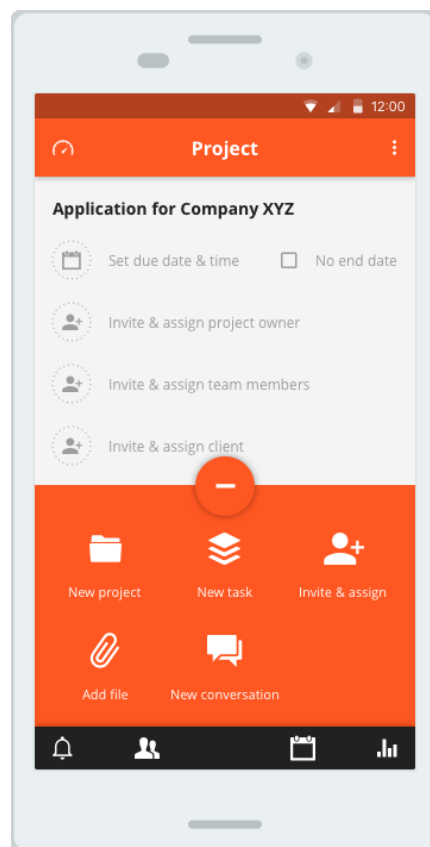 12:00
Project
Application for Company XYZ
Set due date & time No end date
Invite & assign project owner
Invite & assign team members
Invite & assign client
New project New task Invite & assign
Add file New conversation